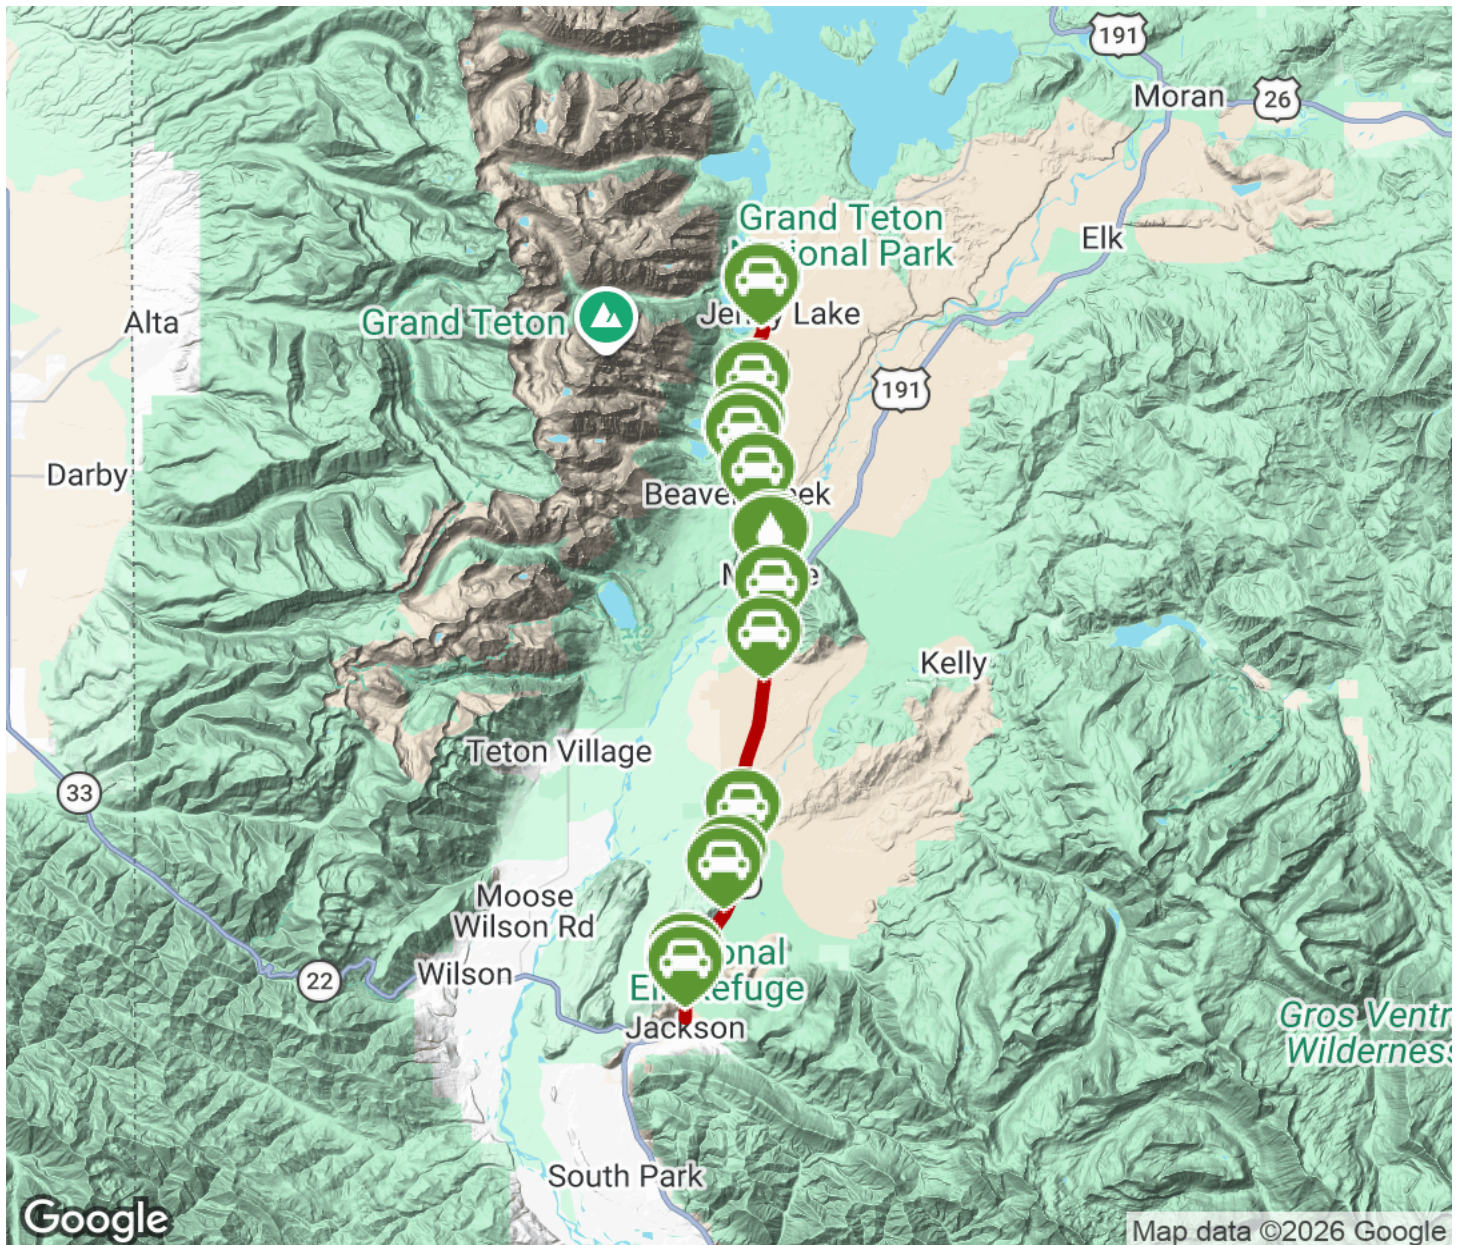 191
Moran
26
Grand Teton
National Park
Elk
Jenny Lake
Alta
Grand Teton
191
Darby
Kelly
Teton Village
33
Moose
Wilson Rd
Wilson
22
Refuge
Jackson
Gros Ventr
Wilderness
South Park
Google
Map data ©2026 Google